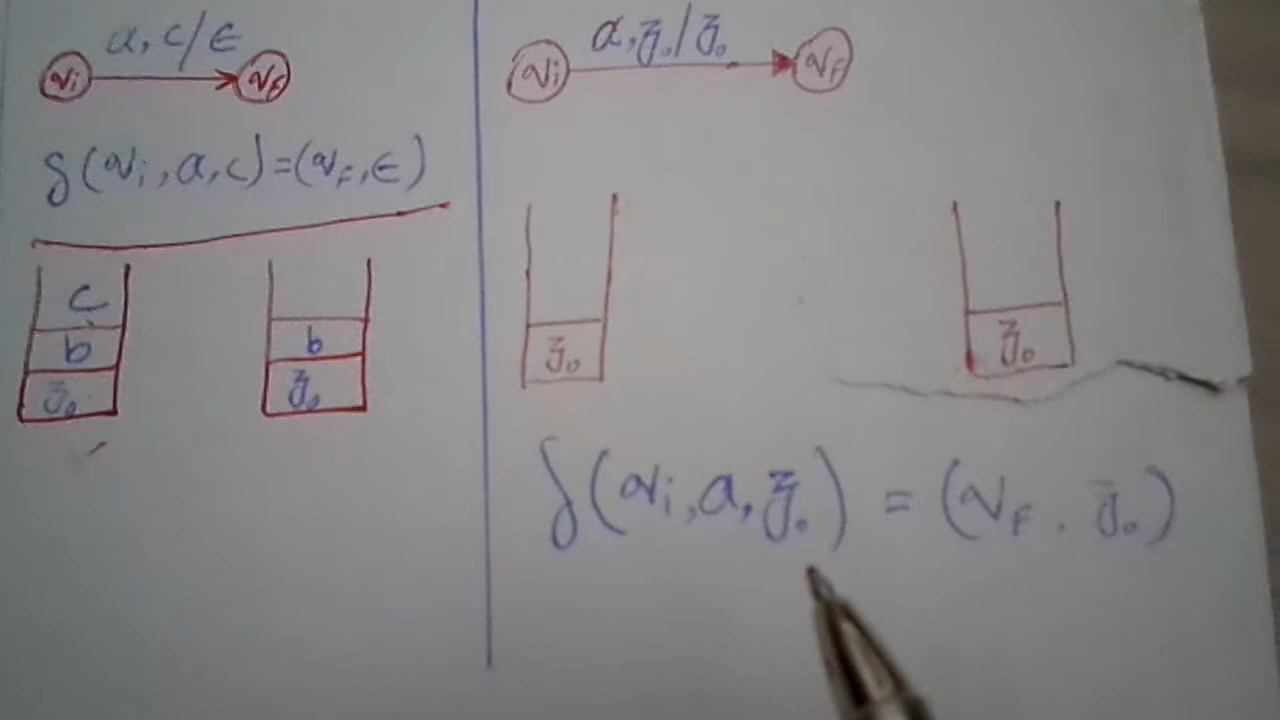 a, c/ϵ
qi
qF
δ(qi, a, c) = (qF, ϵ)
c
b
z0
b
z0
a, z0/z0
qi
qF
z0
z0
δ(qi, a, z0) = (qF . z0)